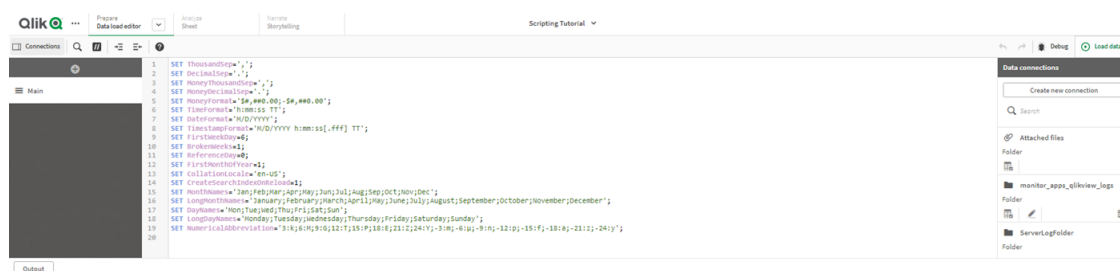 Qlik
Prepare
Data load editor
Analyze
Sheet
Narrate
Storytelling
Scripting Tutorial
Connections
Debug
Load data
Main
1 SET ThousandSep=',';
2 SET DecimalSep='.';
3 SET MoneyThousandSep=',';
4 SET MoneyDecimalSep='.';
5 SET MoneyFormat='$#,##0.00;-$#,##0.00';
6 SET TimeFormat='h:mm:ss TT';
7 SET DateFormat='M/D/YYYY';
8 SET TimestampFormat='M/D/YYYY h:mm:ss[.fff] TT';
9 SET FirstWeekDay=6;
10 SET BrokenWeeks=1;
11 SET ReferenceDay=0;
12 SET FirstMonthOfYear=1;
13 SET CollationLocale='en-US';
14 SET CreateSearchIndexOnReload=1;
15 SET MonthNames='Jan;Feb;Mar;Apr;May;Jun;Jul;Aug;Sep;Oct;Nov;Dec';
16 SET LongMonthNames='January;February;March;April;May;June;July;August;September;October;November;December';
17 SET DayNames='Mon;Tue;Wed;Thu;Fri;Sat;Sun';
18 SET LongDayNames='Monday;Tuesday;Wednesday;Thursday;Friday;Saturday;Sunday';
19 SET NumericalAbbreviation='3:k;6:M;9:G;12:T;15:P;18:E;21:Z;24:Y;-3:m;-6:μ;-9:n;-12:p;-15:f;-18:a;-21:z;-24:y';
20
Data connections
Create new connection
Search
Attached files
Folder
monitor_apps_qlikview_logs
Folder
ServerLogFolder
Folder
Output